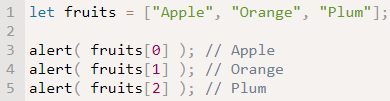 1 let fruits = ["Apple", "Orange", "Plum"];
2
3 alert( fruits[0] ); // Apple
4 alert( fruits[1] ); // Orange
5 alert( fruits[2] ); // Plum